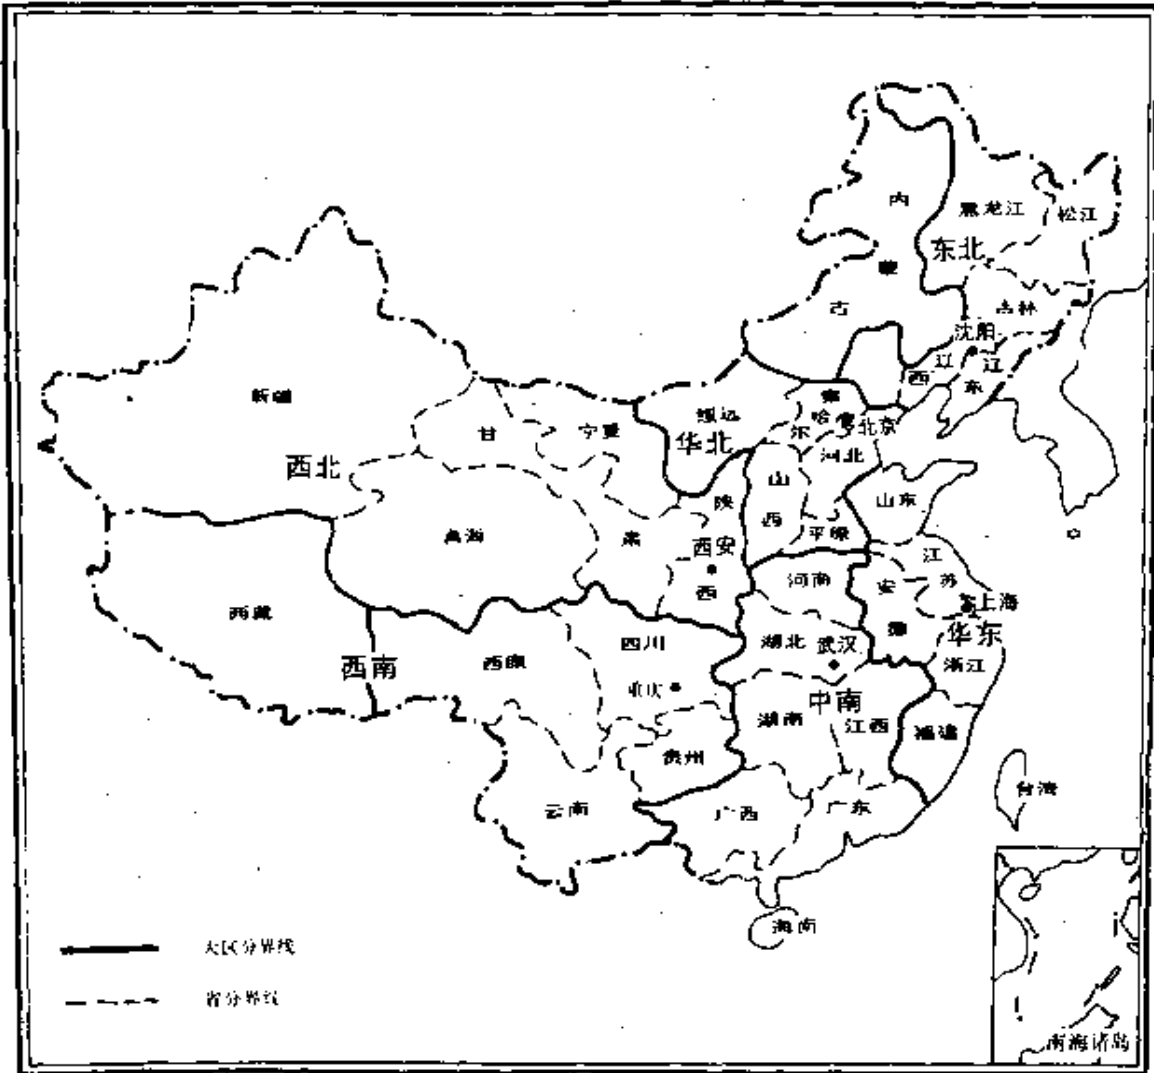 内
蒙
古
黑龙江
松江
东北
吉林
沈阳
辽
西
辽
东
新疆
甘
宁夏
绥远
察
哈
尔
北京
华北
河北
西北
山
西
陕
山东
青海
肃
平原
西安
西
河南
江
苏
安
徽
上海
西藏
华东
西南
西康
四川
湖北
武汉
浙江
重庆
中南
湖南
江西
福建
贵州
云南
广西
广东
台湾
海南
大区分界线
省分界线
南海诸岛